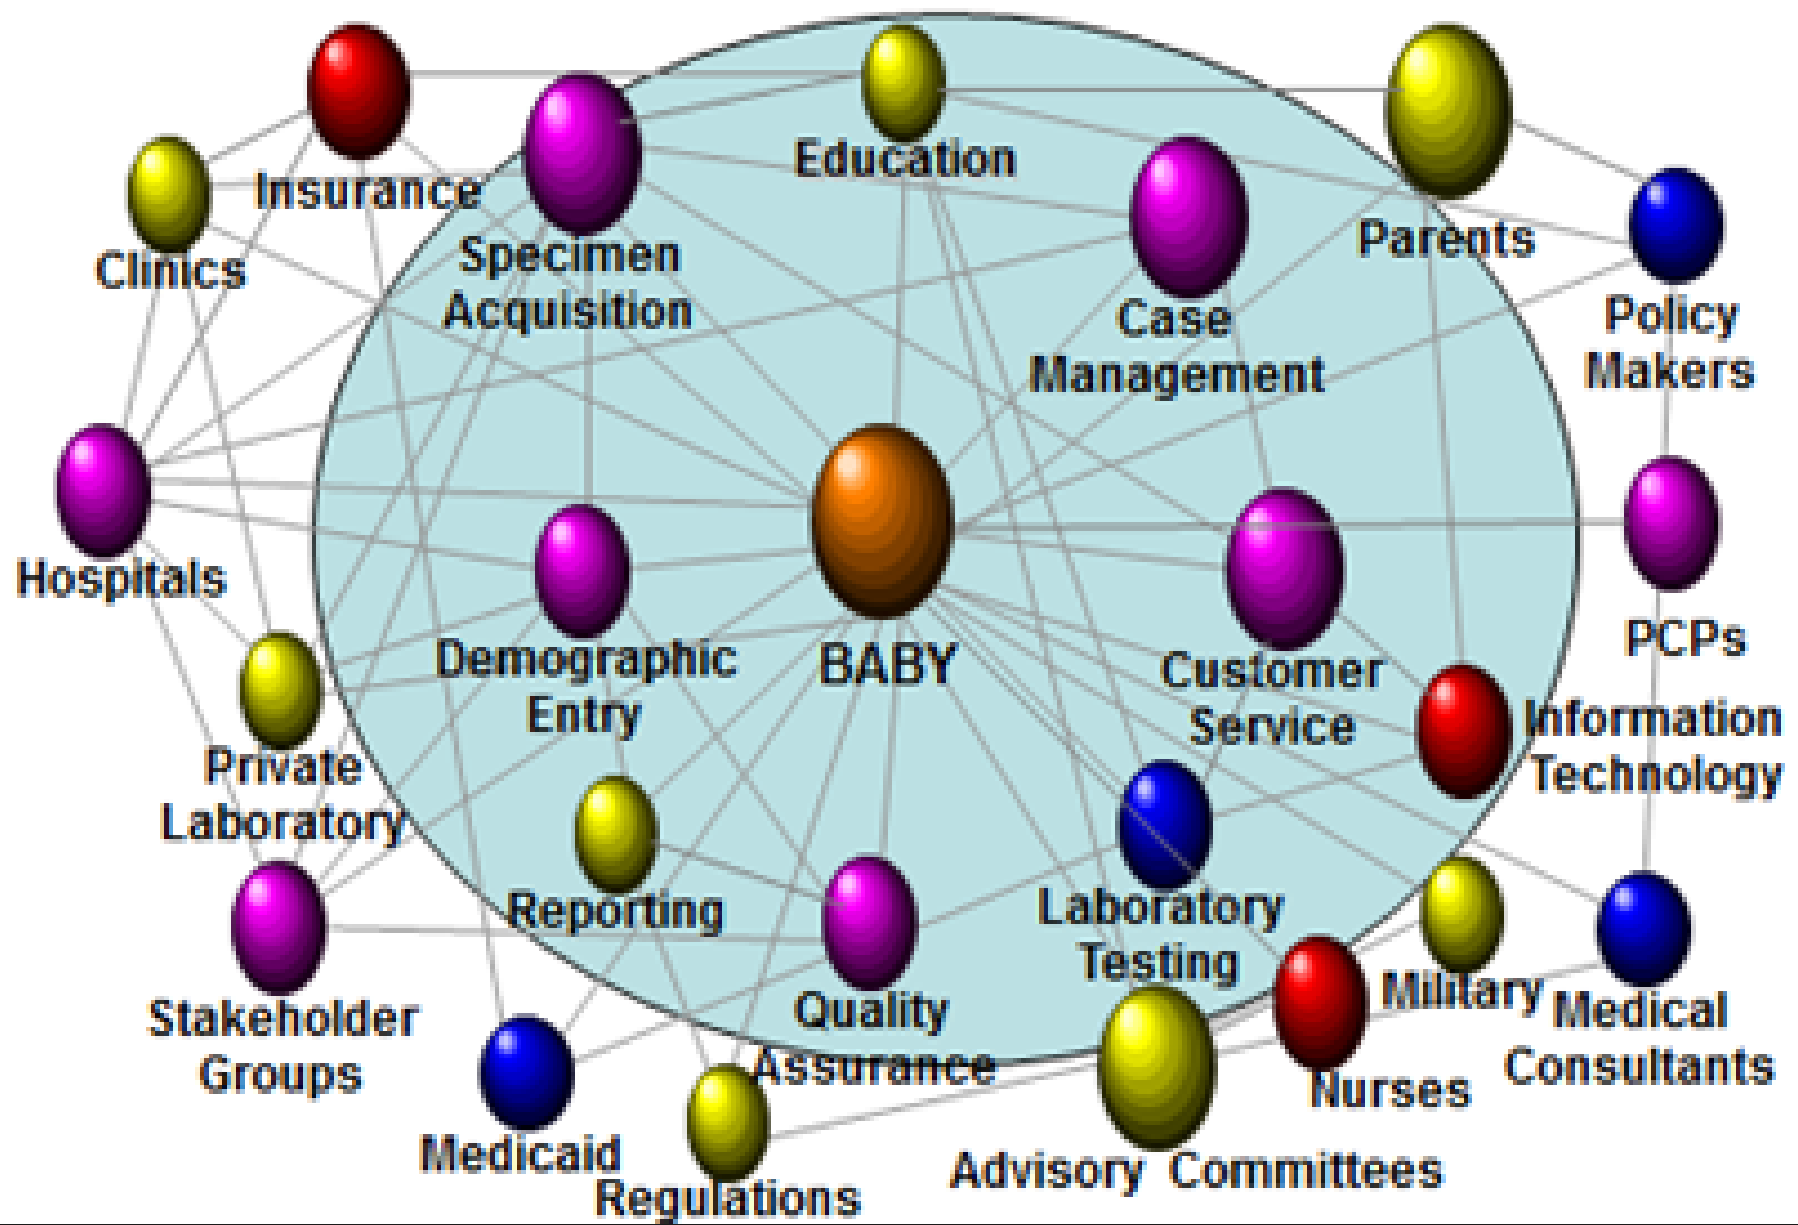 Education
Insurance
Parents
Specimen
Acquisition
Clinics
Case
Management
Policy
Makers
Hospitals
PCPs
Demographic
Entry
BABY
Customer
Service
Information
Technology
Private
Laboratory
Reporting
Laboratory
Testing
Quality
Assurance
Military
Medical
Consultants
Stakeholder
Groups
Nurses
Medicaid
Regulations
Advisory Committees